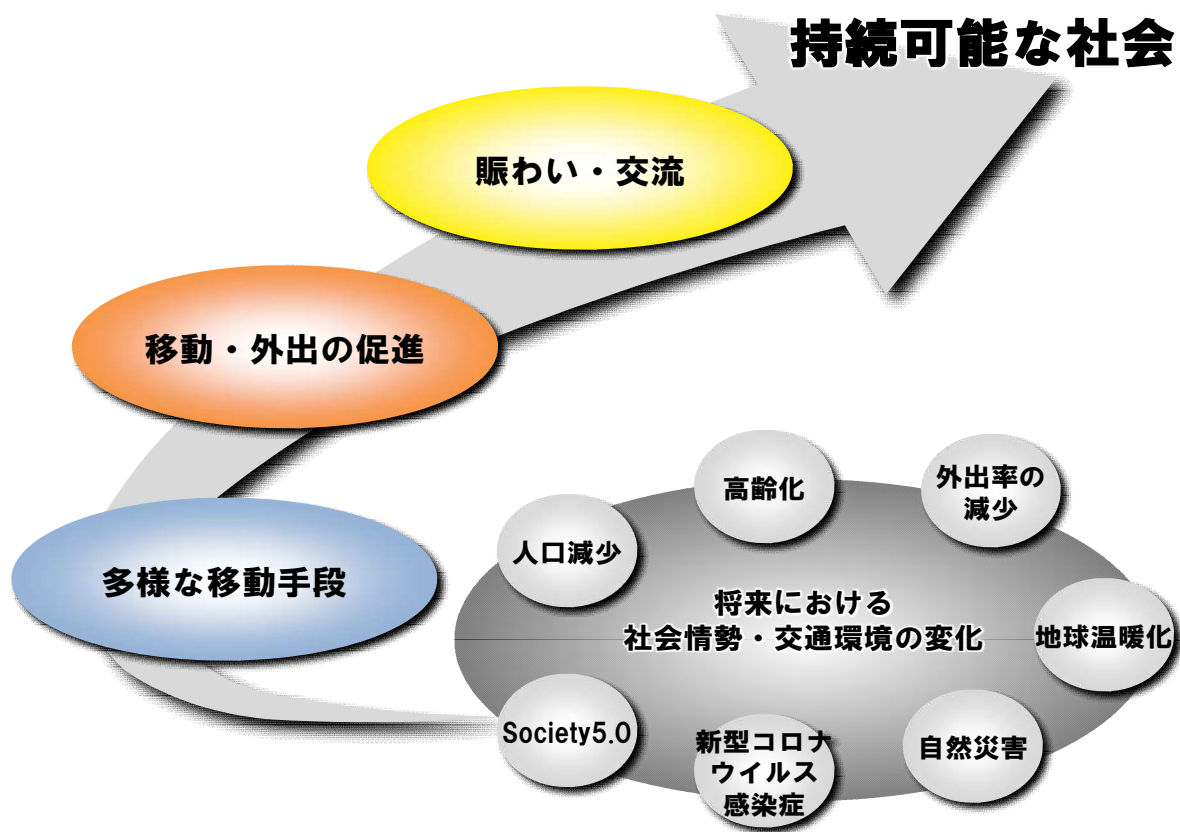 持続可能な社会
賑わい・交流
移動・外出の促進
多様な移動手段
高齢化
外出率の
減少
人口減少
将来における
社会情勢・交通環境の変化
地球温暖化
Society5.0
新型コロナ
ウイルス
感染症
自然災害